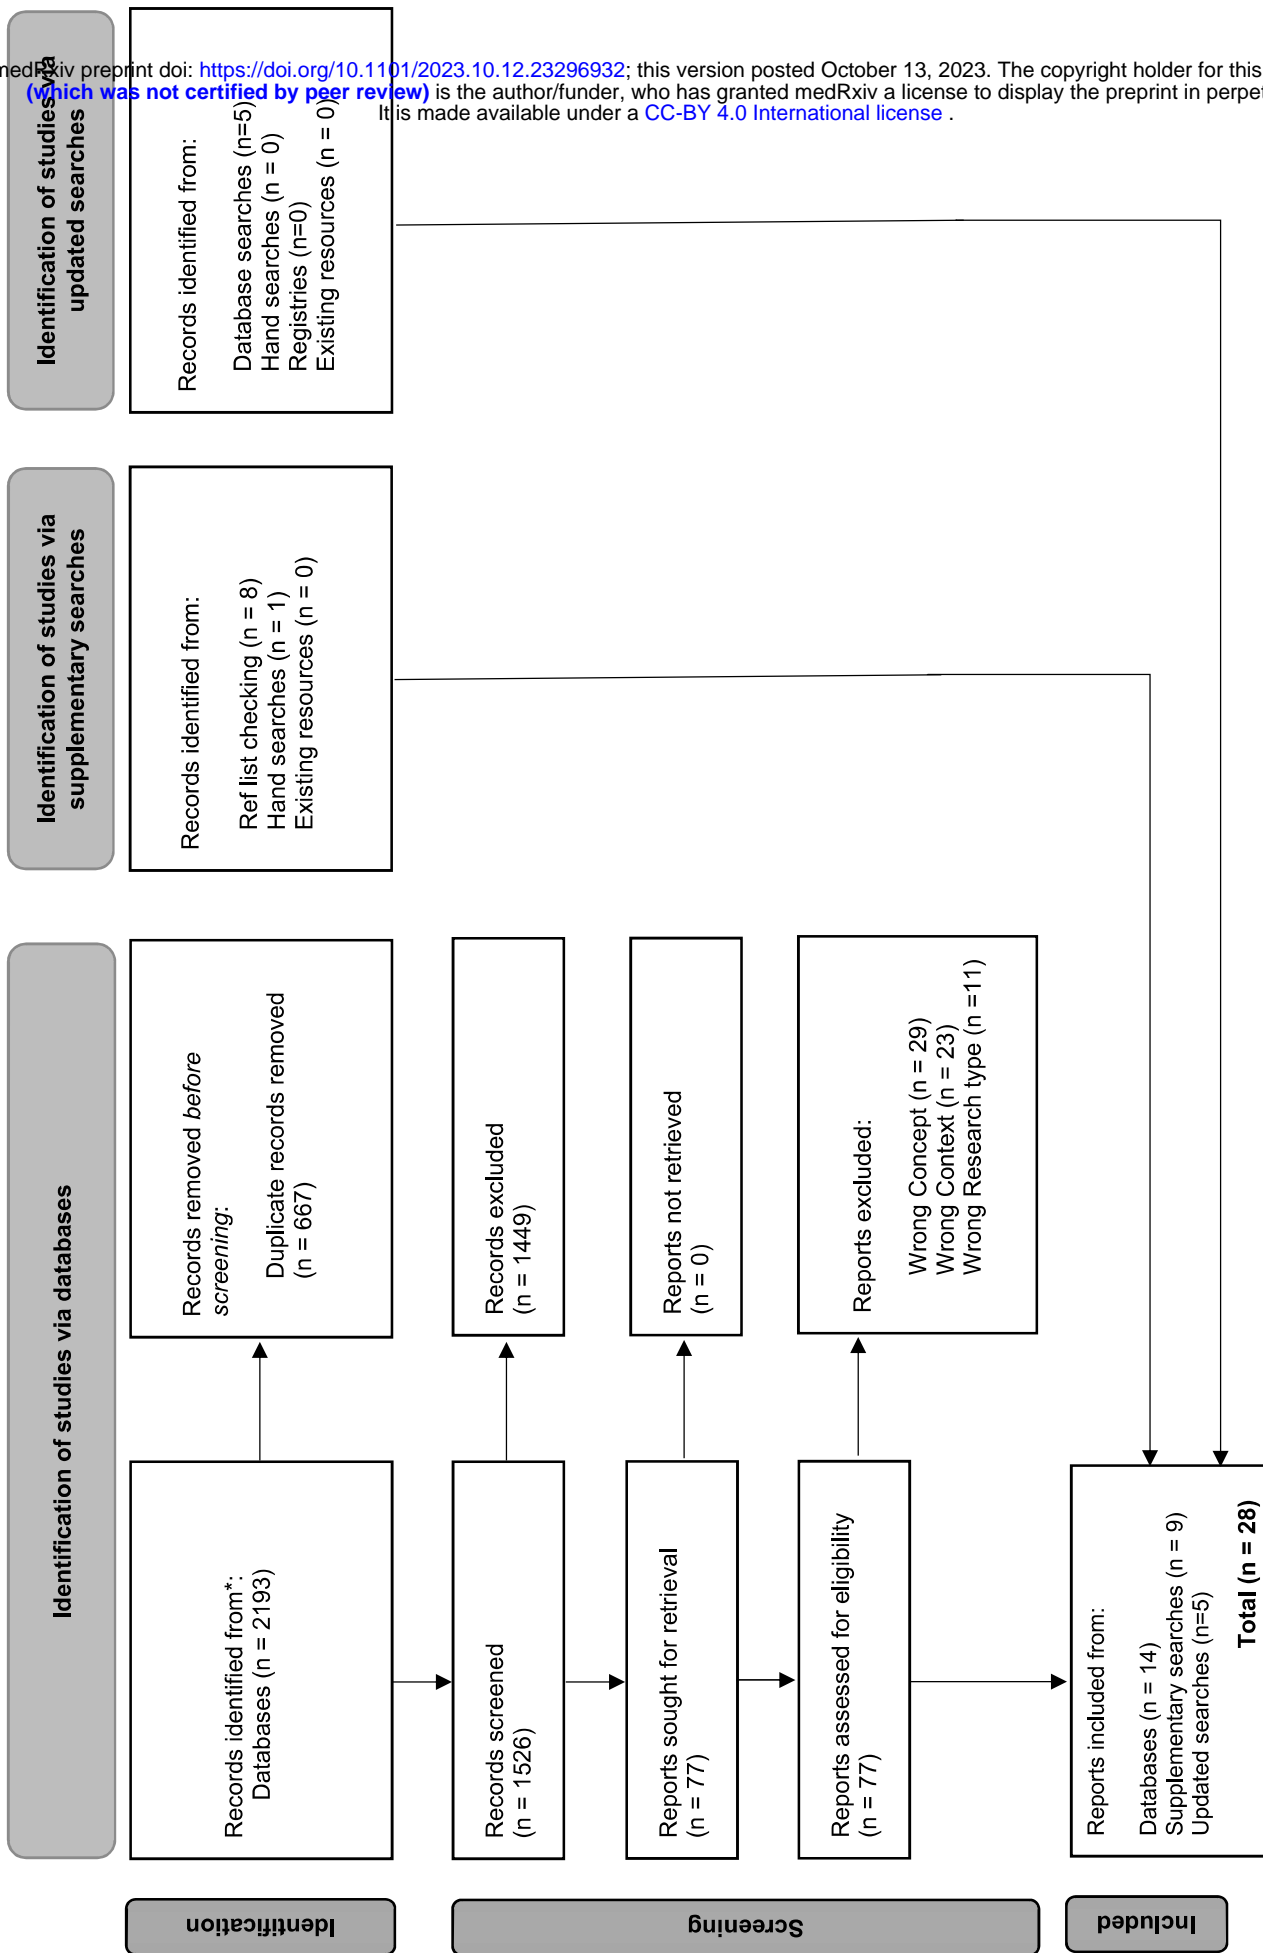 medRxiv preprint doi: https://doi.org/10.1101/2023.10.12.23296932; this version posted October 13, 2023. The copyright holder for this
(which was not certified by peer review) is the author/funder, who has granted medRxiv a license to display the preprint in
It is made available under a CC-BY 4.0 International license .
Identification of studies via databases
Identification of studies via
supplementary searches
Identification of studies via
updated searches
Identification
Records identified from*:
Databases (n = 2193)
Records removed before
screening:
Duplicate records removed
(n = 667)
Records identified from:
Ref list checking (n = 8)
Hand searches (n = 1)
Existing resources (n = 0)
Records identified from:
Database searches (n=5)
Hand searches (n = 0)
Registries (n=0)
Existing resources (n = 0)
Screening
Records screened
(n = 1526)
Records excluded
(n = 1449)
Reports sought for retrieval
(n = 77)
Reports not retrieved
(n = 0)
Reports assessed for eligibility
(n = 77)
Reports excluded:
Wrong Concept (n = 29)
Wrong Context (n = 23)
Wrong Research type (n =11)
Included
Reports included from:
Databases (n = 14)
Supplementary searches (n = 9)
Updated searches (n=5)
Total (n = 28)